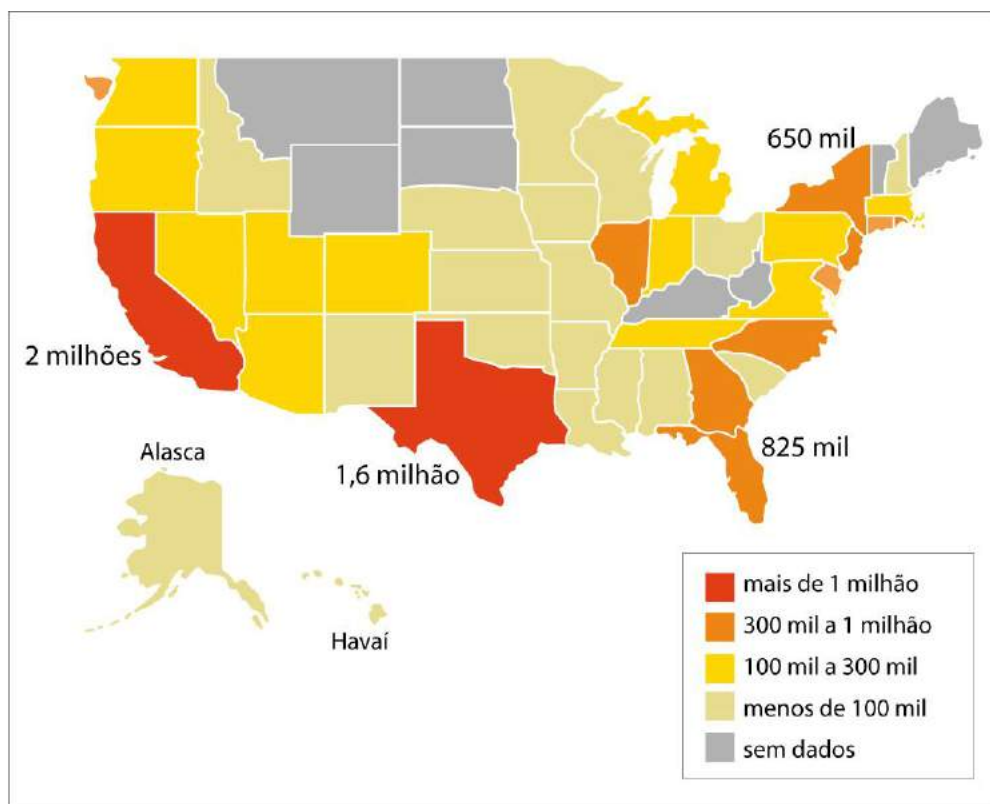 650 mil
2 milhões
825 mil
Alasca
1,6 milhão
Havaí
mais de 1 milhão
300 mil a 1 milhão
100 mil a 300 mil
menos de 100 mil
sem dados